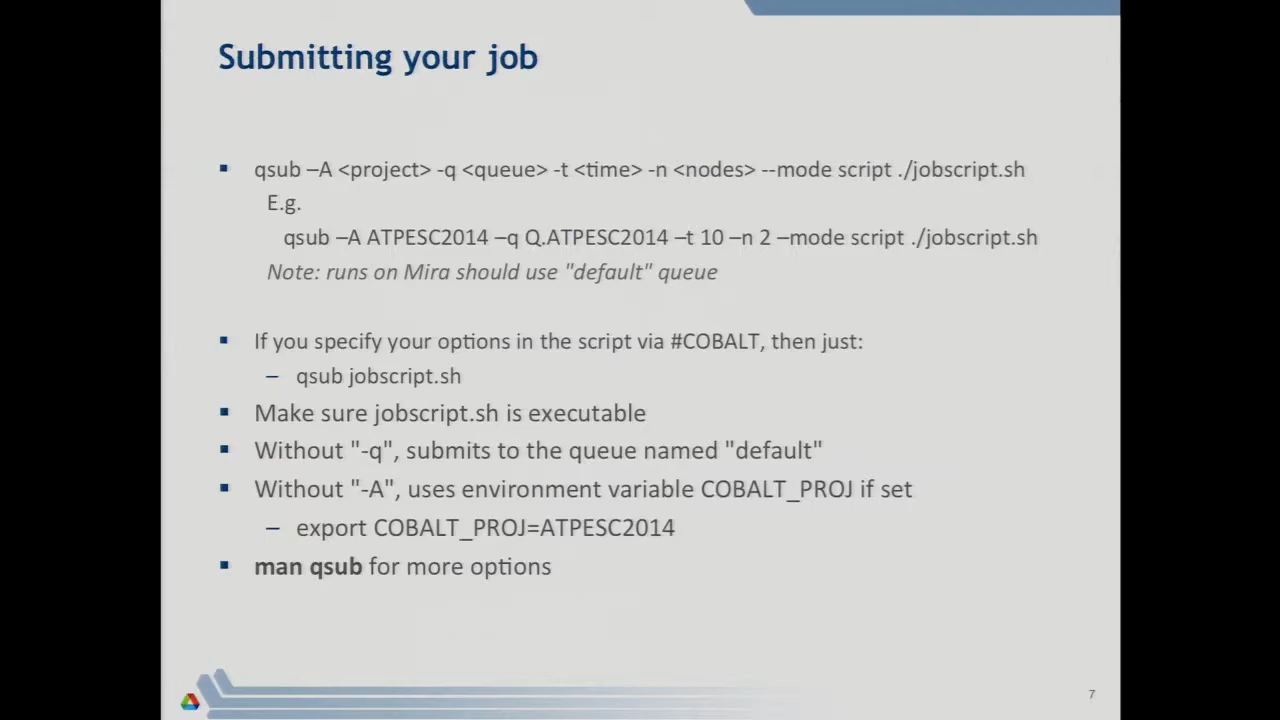 Submitting your job
▪ qsub –A <project> -q <queue> -t <time> -n <nodes> --mode script ./jobscript.sh
E.g.
qsub –A ATPESC2014 –q Q.ATPESC2014 –t 10 –n 2 –mode script ./jobscript.sh
Note: runs on Mira should use "default" queue
▪ If you specify your options in the script via #COBALT, then just:
– qsub jobscript.sh
▪ Make sure jobscript.sh is executable
▪ Without "-q", submits to the queue named "default"
▪ Without "-A", uses environment variable COBALT_PROJ if set
– export COBALT_PROJ=ATPESC2014
▪ man qsub for more options
7